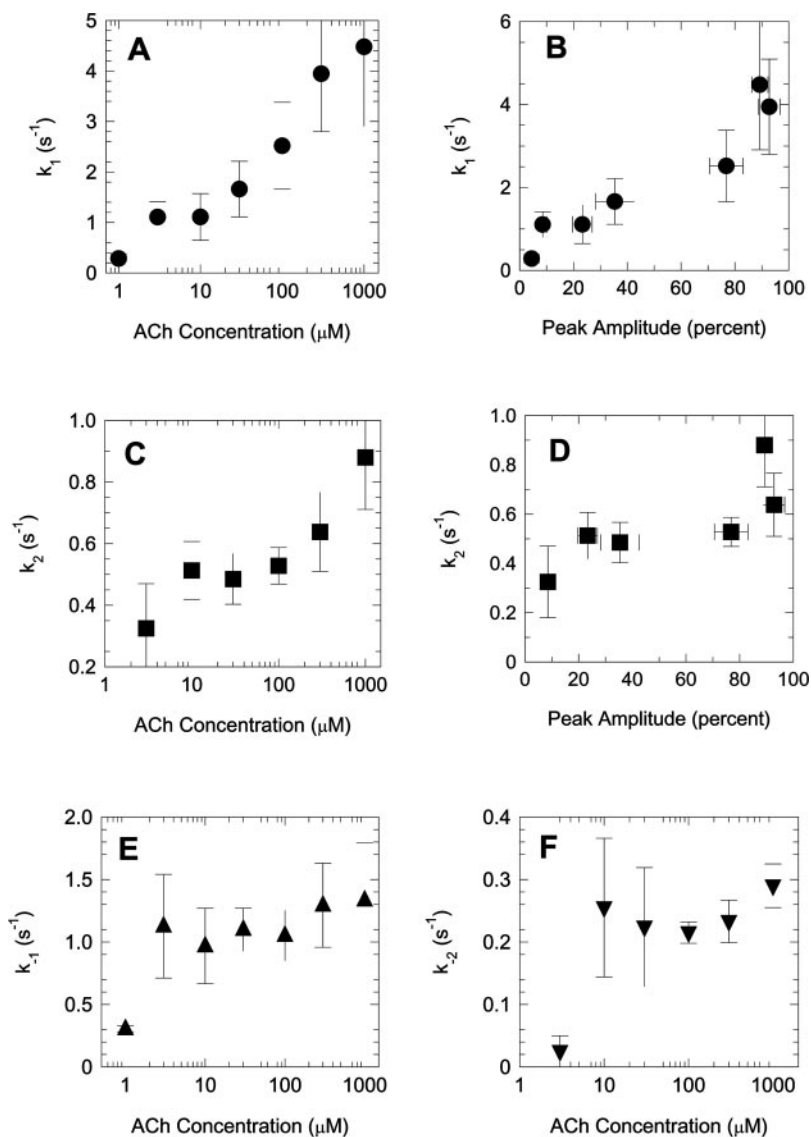 A
k1 (s-1)
5
4
3
2
1
0
1 10 100 1000
ACh Concentration (μM)
B
k1 (s-1)
6
4
2
0
0 20 40 60 80 100
Peak Amplitude (percent)
C
k2 (s-1)
1.0
0.8
0.6
0.4
0.2
1 10 100 1000
ACh Concentration (μM)
D
k2 (s-1)
1.0
0.8
0.6
0.4
0.2
0
0 20 40 60 80 100
Peak Amplitude (percent)
E
k-1 (s-1)
2.0
1.5
1.0
0.5
0
1 10 100 1000
ACh Concentration (μM)
F
k-2 (s-1)
0.4
0.3
0.2
0.1
0
1 10 100 1000
ACh Concentration (μM)